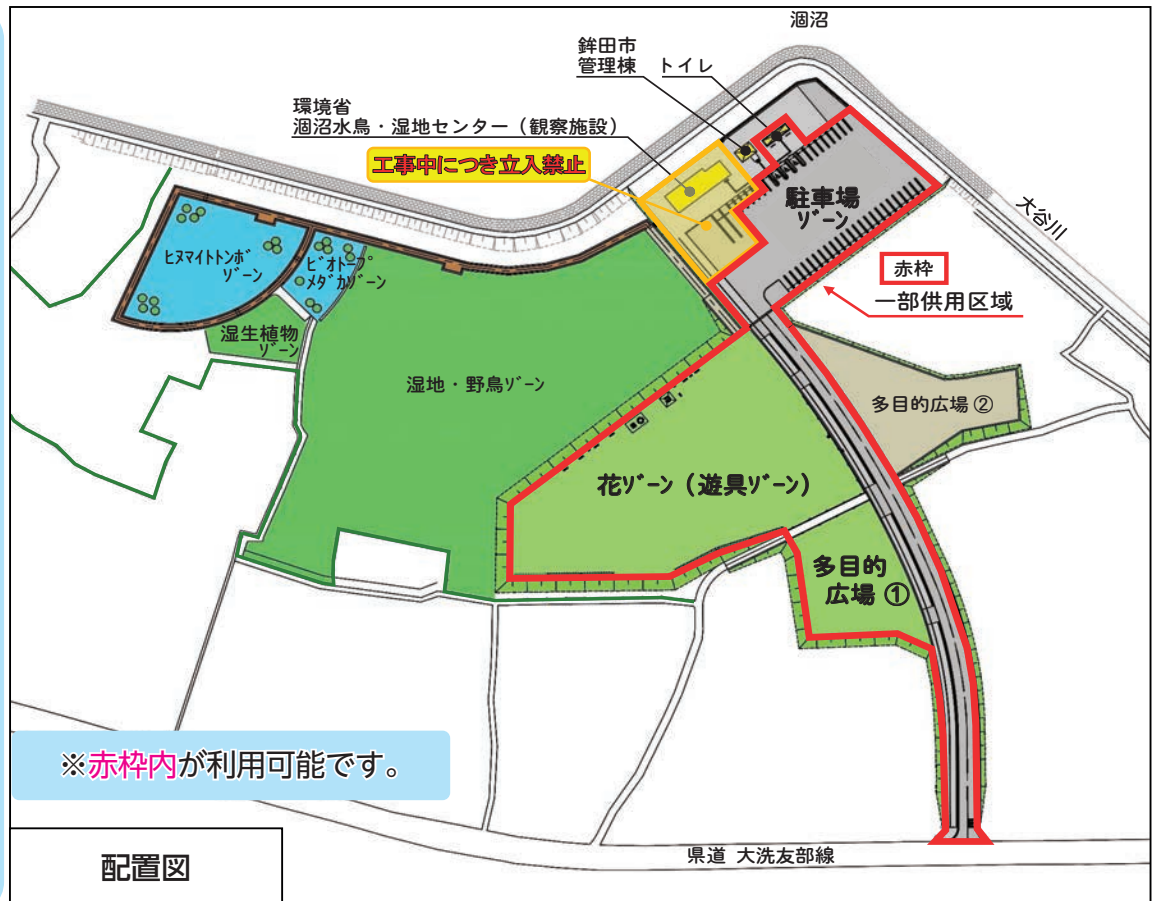 涸沼
鉾田市
管理棟
トイレ
環境省
涸沼水鳥・湿地センター（観察施設）
工事中につき立入禁止
駐車場
ゾーン
大谷川
赤枠
一部供用区域
ヒヌマイトトンボ
ゾーン
ビオトープ
メダカゾーン
湿生植物
ゾーン
湿地・野鳥ゾーン
多目的広場②
花ゾーン（遊具ゾーン）
多目的
広場①
※赤枠内が利用可能です。
県道 大洗友部線
配置図